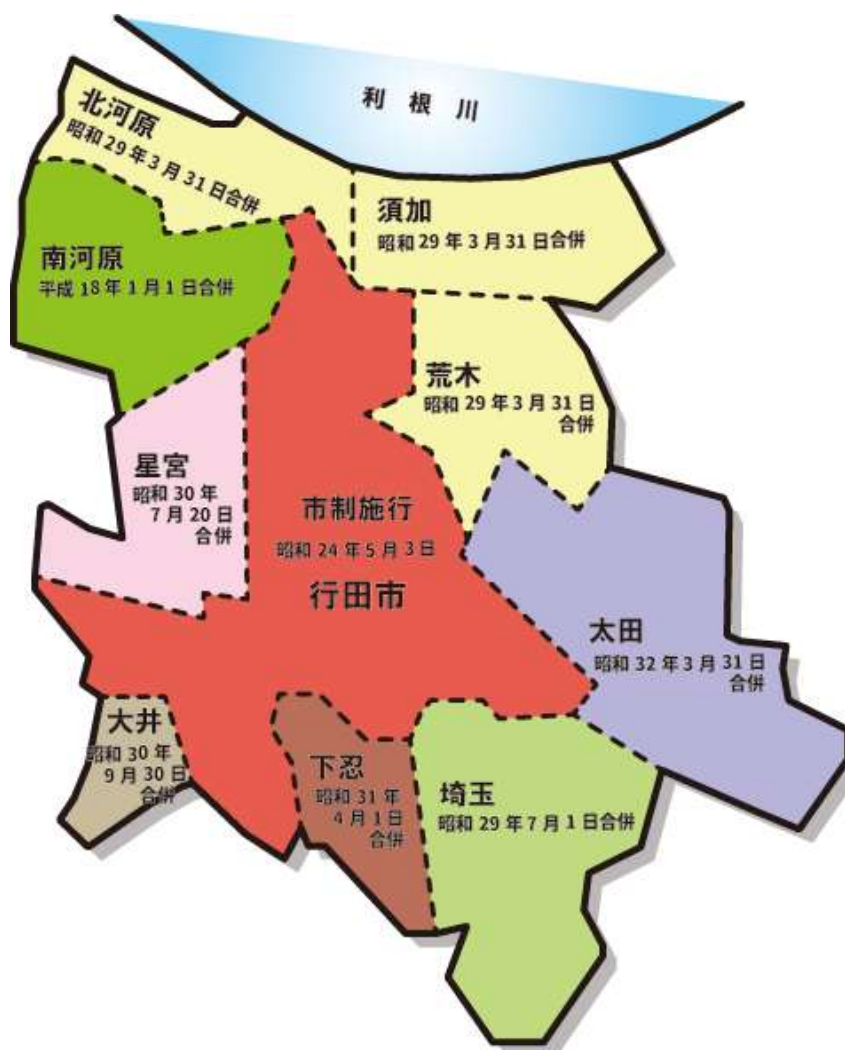 利根川
北河原
昭和29年3月31日合併
須加
昭和29年3月31日合併
南河原
平成18年1月1日合併
荒木
昭和29年3月31日
合併
星宮
昭和30年
7月20日
合併
市制施行
昭和24年5月3日
行田市
太田
昭和32年3月31日
合併
大井
昭和30年
9月30日
合併
下忍
昭和31年
4月1日
合併
埼玉
昭和29年7月1日合併